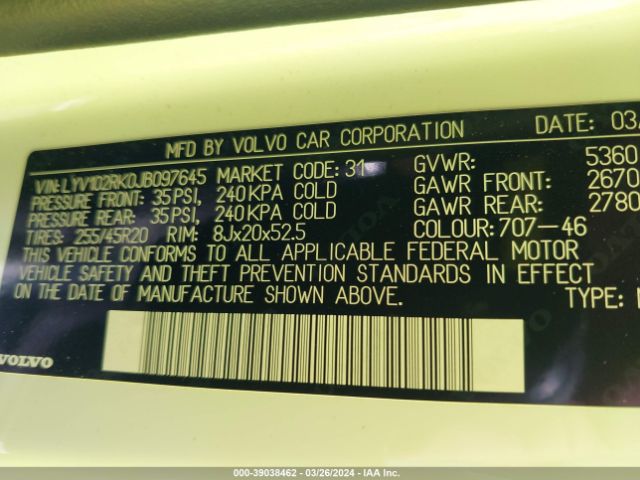 MFD BY VOLVO CAR CORPORATION DATE: 03/
VIN: LYV102RK0JB097645 MARKET CODE: 31 GVWR: 5360
PRESSURE FRONT: 35PSI, 240KPA COLD GAWR FRONT: 2670
PRESSURE REAR: 35PSI, 240KPA COLD GAWR REAR: 2780
TIRES: 255/45R20 RIM: 8Jx20x52.5 COLOUR: 707-46
THIS VEHICLE CONFORMS TO ALL APPLICABLE FEDERAL MOTOR
VEHICLE SAFETY AND THEFT PREVENTION STANDARDS IN EFFECT
ON THE DATE OF MANUFACTURE SHOWN ABOVE. TYPE:
VOLVO
000-39038462 - 03/26/2024 - IAA Inc.